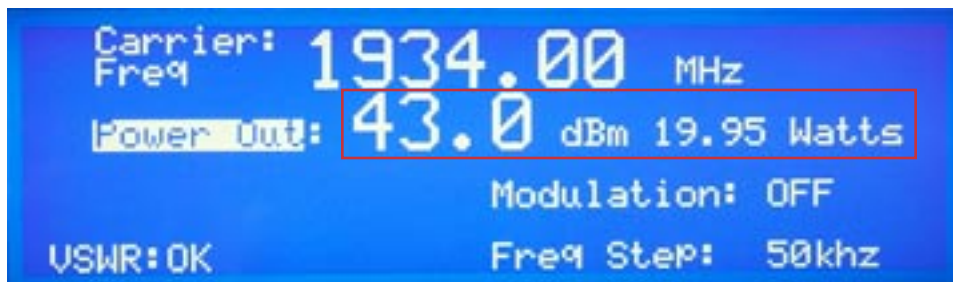 Carrier:
Freq 1934.00 MHz
Power Out: 43.0 dBm 19.95 Watts
Modulation: OFF
VSWR:OK Freq Step: 50khz